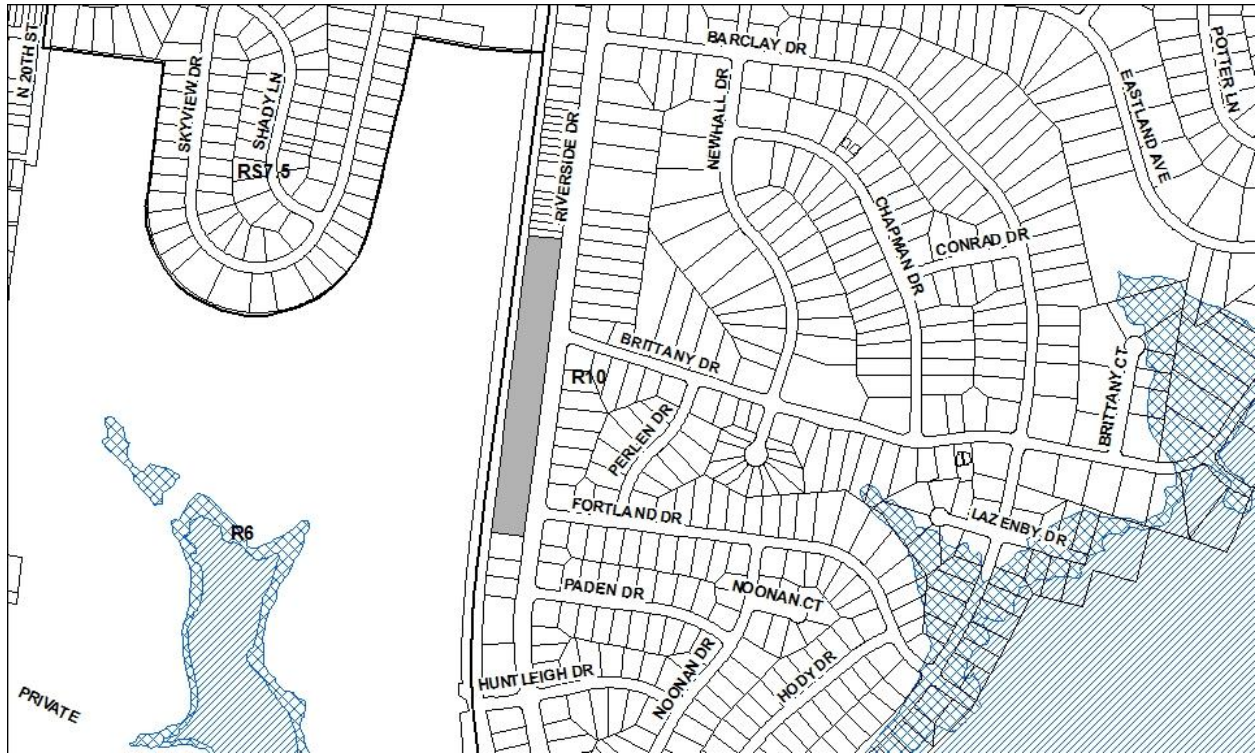 N 20TH ST
SKYVIEW DR
SHADY LN
RS7.5
RIVERSIDE DR
BARCLAY DR
NEWHALL DR
EASTLAND AVE
POTTER LN
CHAPMAN DR
CONRAD DR
BRITTANY DR
R10
PERLEN DR
BRITTANY CT
FORTLAND DR
LAZENBY DR
R6
PADEN DR
NOONAN CT
HUNTLEIGH DR
NOONAN DR
HODY DR
PRIVATE